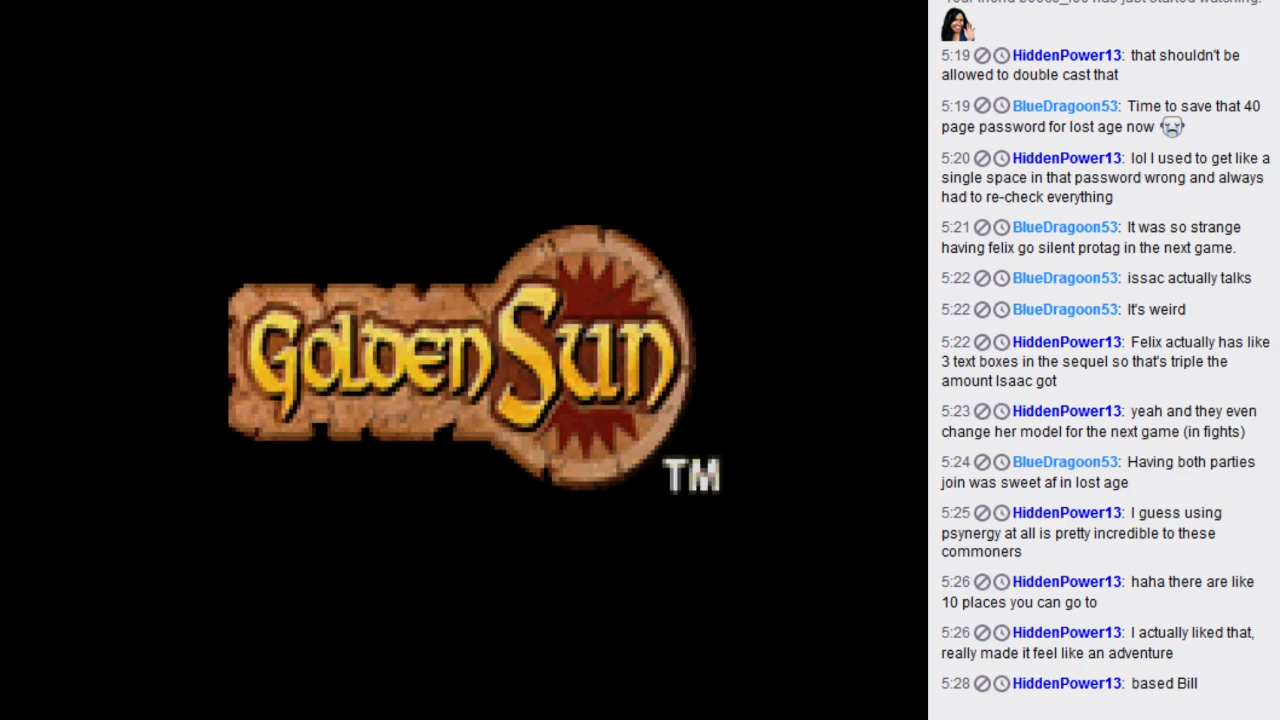 Golden Sun
TM
5:19 HiddenPower13: that shouldn't be
allowed to double cast that
5:19 BlueDragoon53: Time to save that 40
page password for lost age now
5:20 HiddenPower13: lol I used to get like a
single space in that password wrong and always
had to re-check everything
5:21 BlueDragoon53: It was so strange
having felix go silent protag in the next game.
5:22 BlueDragoon53: issac actually talks
5:22 BlueDragoon53: It's weird
5:22 HiddenPower13: Felix actually has like
3 text boxes in the sequel so that's triple the
amount Isaac got
5:23 HiddenPower13: yeah and they even
change her model for the next game (in fights)
5:24 BlueDragoon53: Having both parties
join was sweet af in lost age
5:25 HiddenPower13: I guess using
psynergy at all is pretty incredible to these
commoners
5:26 HiddenPower13: haha there are like
10 places you can go to
5:26 HiddenPower13: I actually liked that,
really made it feel like an adventure
5:28 HiddenPower13: based Bill